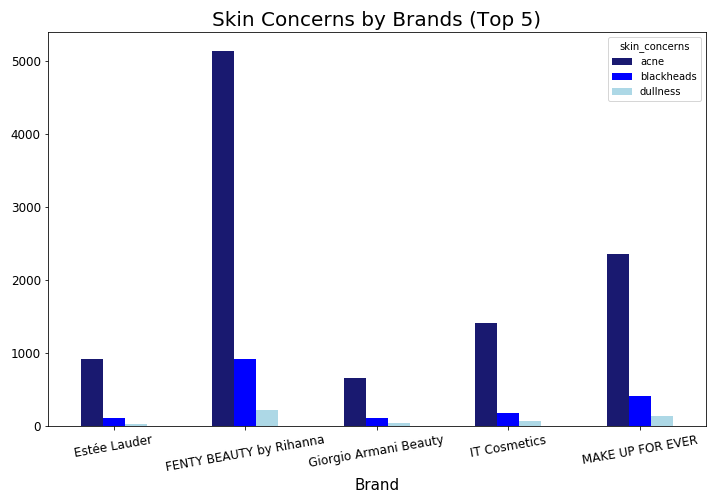 Skin Concerns by Brands (Top 5)
skin_concerns
acne
blackheads
dullness
5000
4000
3000
2000
1000
0
Estée Lauder
FENTY BEAUTY by Rihanna
Giorgio Armani Beauty
IT Cosmetics
MAKE UP FOR EVER
Brand